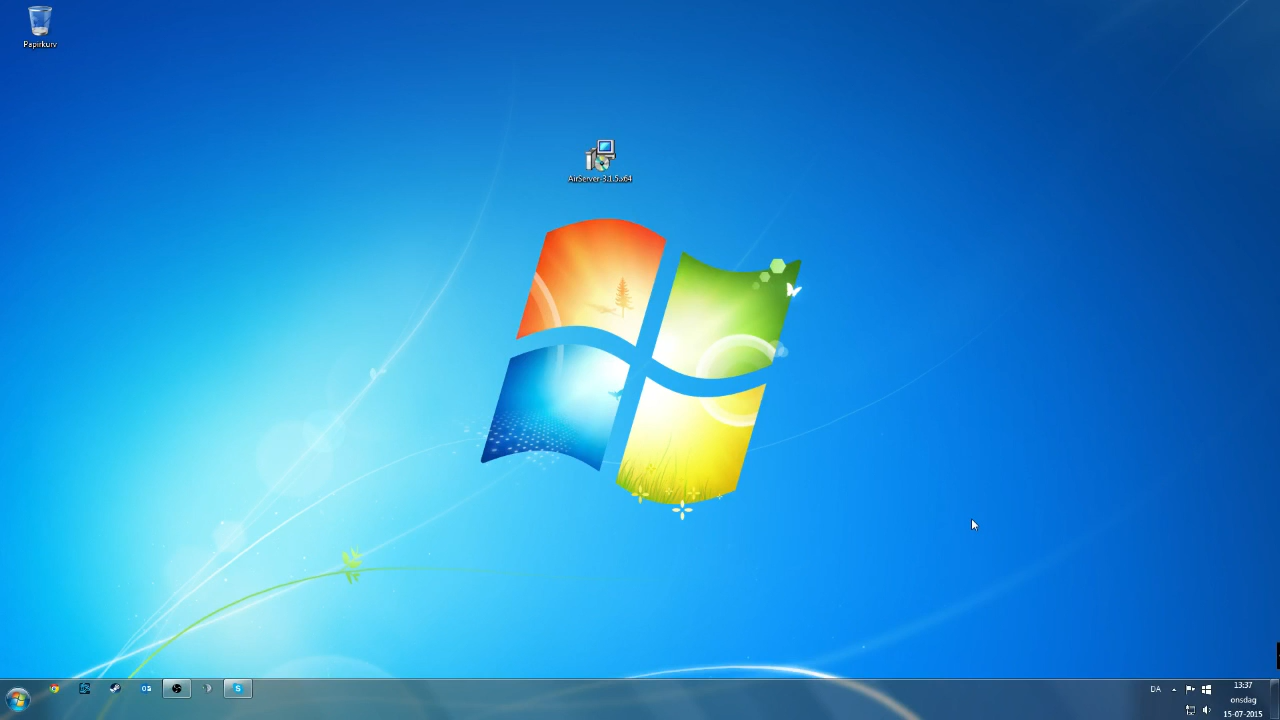 Papirkurv
AirServer-3.1.5.x64
DA
13:37
onsdag
15-07-2015